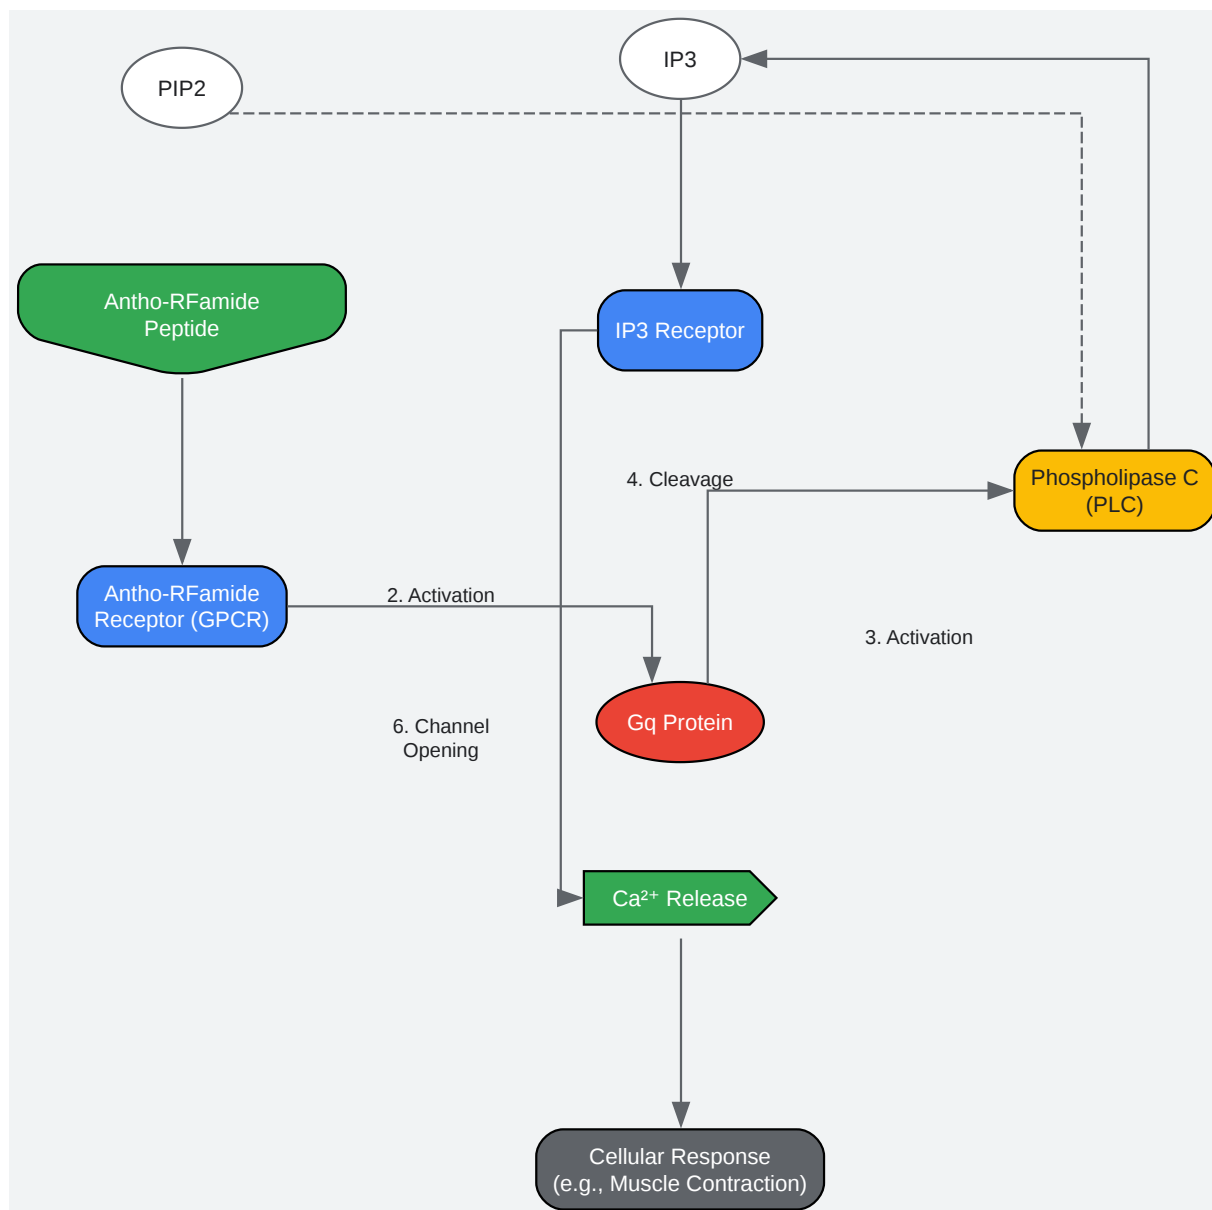 IP3
PIP2
Antho-RFamide
Peptide
IP3 Receptor
4. Cleavage
Phospholipase C
(PLC)
Antho-RFamide
Receptor (GPCR)
2. Activation
3. Activation
6. Channel
Opening
Gq Protein
Ca²⁺ Release
Cellular Response
(e.g., Muscle Contraction)